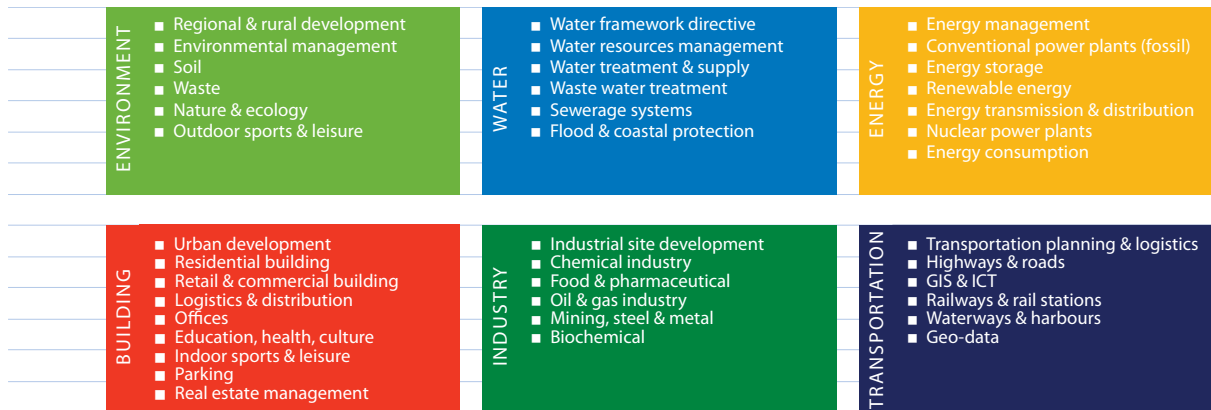 ENVIRONMENT
Regional & rural development
Environmental management
Soil
Waste
Nature & ecology
Outdoor sports & leisure
WATER
Water framework directive
Water resources management
Water treatment & supply
Waste water treatment
Sewerage systems
Flood & coastal protection
ENERGY
Energy management
Conventional power plants (fossil)
Energy storage
Renewable energy
Energy transmission & distribution
Nuclear power plants
Energy consumption
BUILDING
Urban development
Residential building
Retail & commercial building
Logistics & distribution
Offices
Education, health, culture
Indoor sports & leisure
Parking
Real estate management
INDUSTRY
Industrial site development
Chemical industry
Food & pharmaceutical
Oil & gas industry
Mining, steel & metal
Biochemical
TRANSPORTATION
Transportation planning & logistics
Highways & roads
GIS & ICT
Railways & rail stations
Waterways & harbours
Geo-data